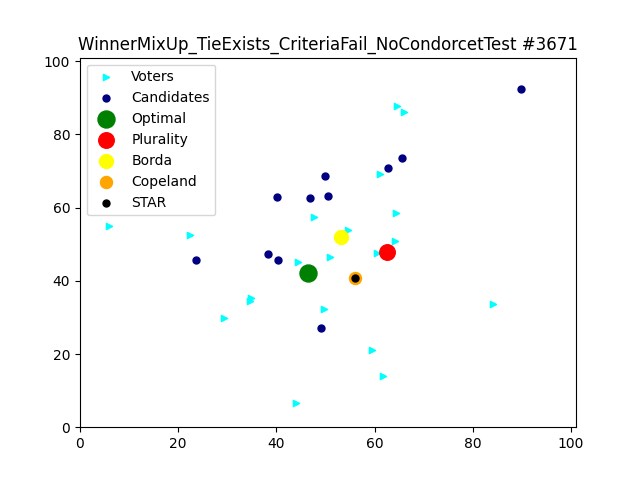 WinnerMixUp_TieExists_CriteriaFail_NoCondorcetTest #3671
Voters
Candidates
Optimal
Plurality
Borda
Copeland
STAR
100
80
60
40
20
0
0 20 40 60 80 100